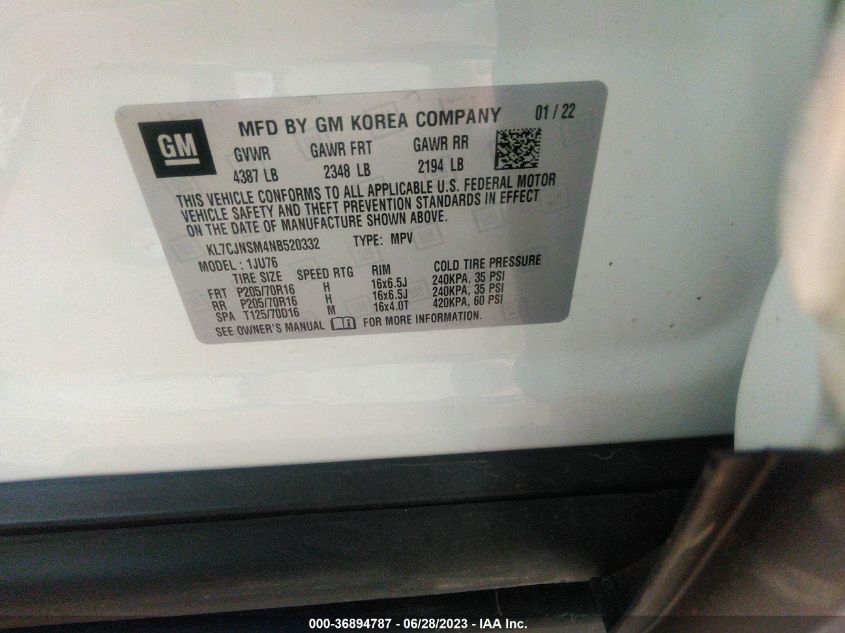 GM
MFD BY GM KOREA COMPANY 01 / 22
GVWR GAWR FRT GAWR RR
4387 LB 2348 LB 2194 LB
THIS VEHICLE CONFORMS TO ALL APPLICABLE U.S. FEDERAL MOTOR
VEHICLE SAFETY AND THEFT PREVENTION STANDARDS IN EFFECT
ON THE DATE OF MANUFACTURE SHOWN ABOVE.
KL7CJNSM4NB520332 TYPE: MPV
MODEL : 1JU76
TIRE SIZE SPEED RTG RIM COLD TIRE PRESSURE
FRT P205/70R16 H 16x6.5J 240KPA, 35 PSI
RR P205/70R16 H 16x6.5J 240KPA, 35 PSI
SPA T125/70D16 M 16x4.0T 420KPA, 60 PSI
SEE OWNER'S MANUAL FOR MORE INFORMATION.
000-36894787 - 06/28/2023 - IAA Inc.